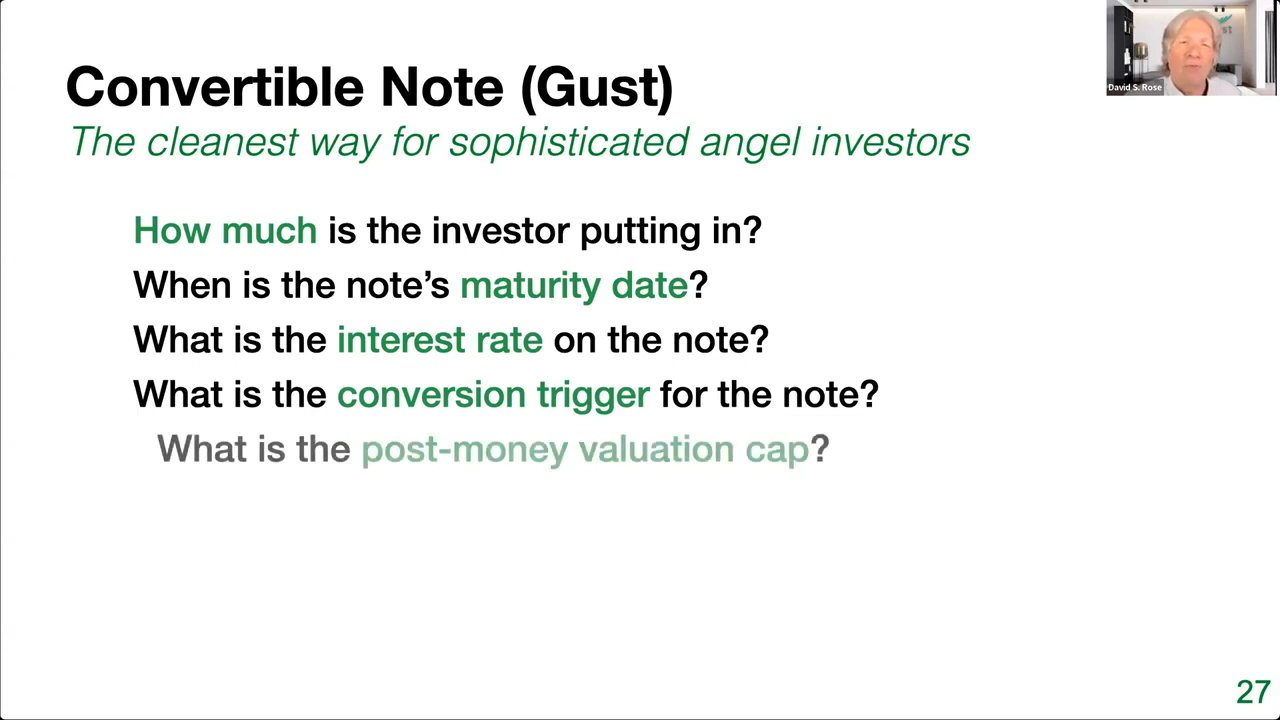 Convertible Note (Gust)
The cleanest way for sophisticated angel investors
How much is the investor putting in?
When is the note’s maturity date?
What is the interest rate on the note?
What is the conversion trigger for the note?
What is the post-money valuation cap?
David S. Rose
27